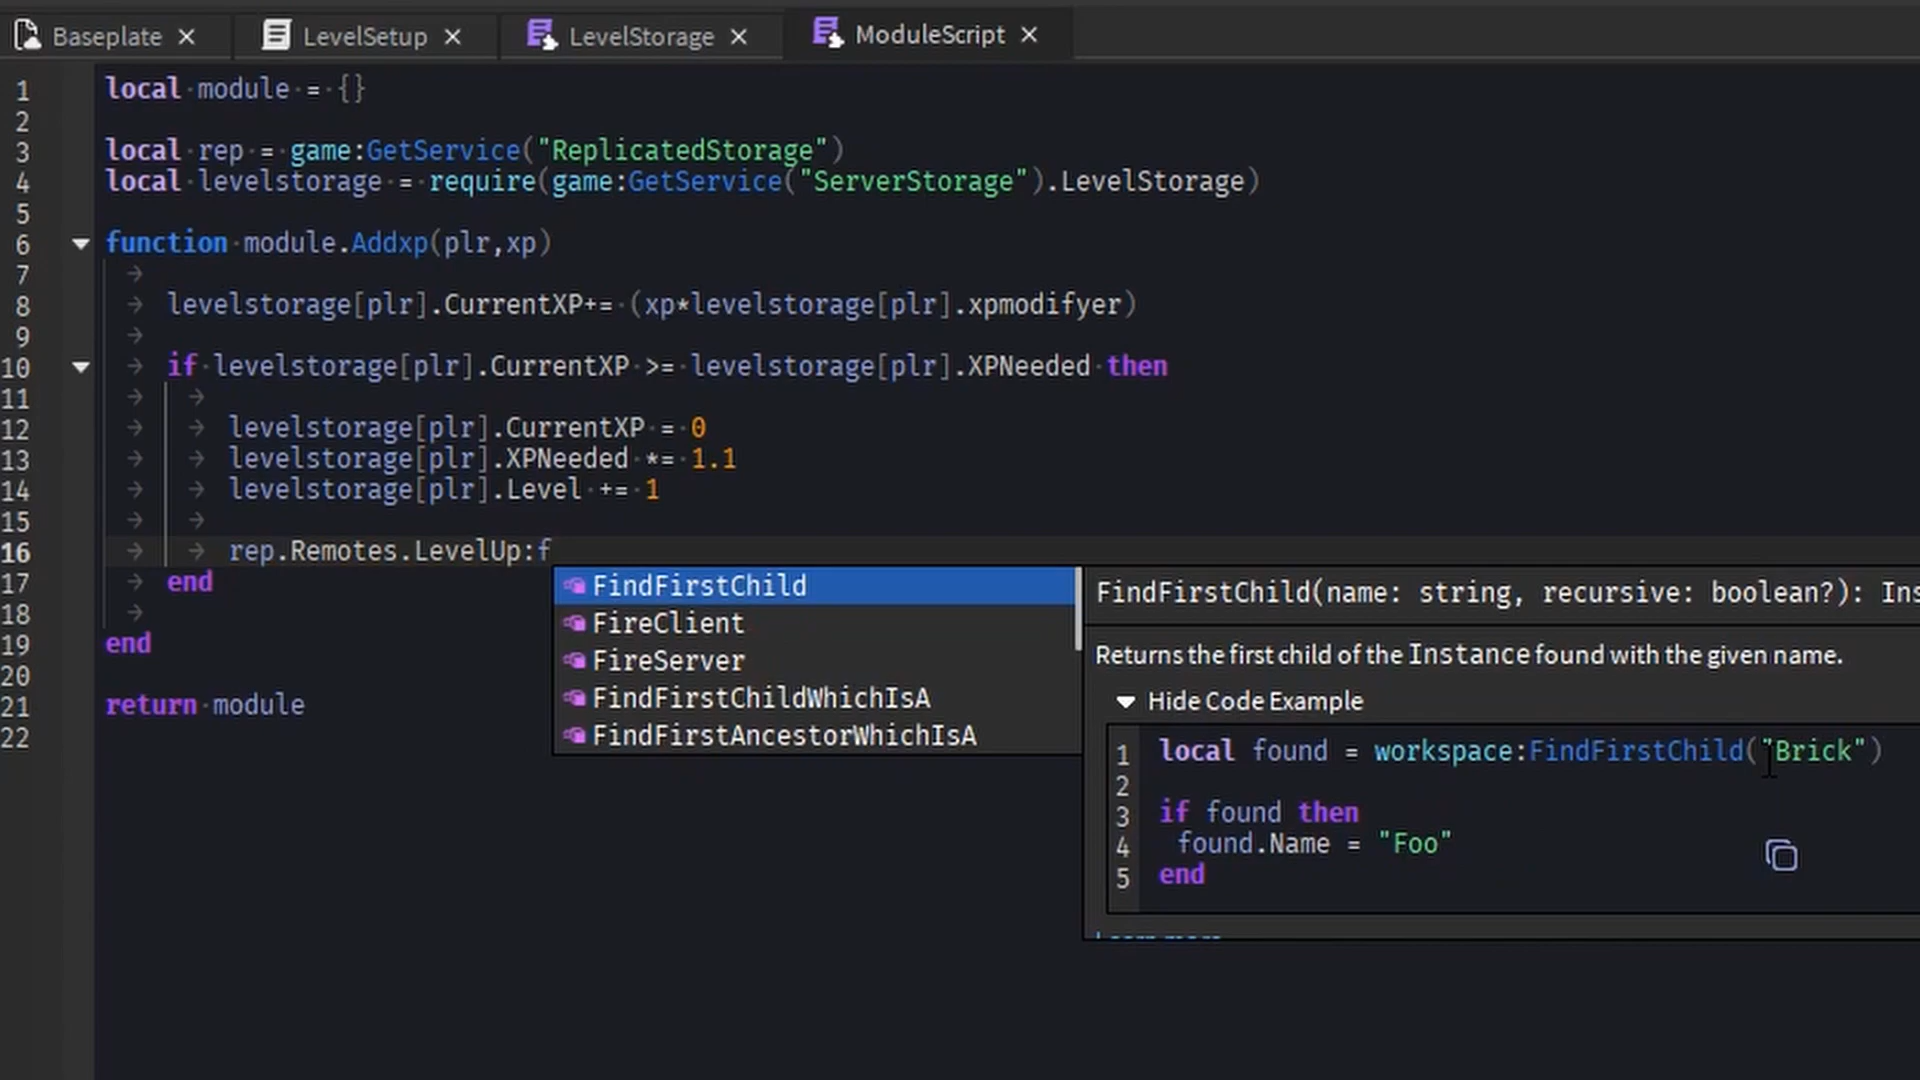 Baseplate × LevelSetup × LevelStorage × ModuleScript ×
1 local module = {}
2
3 local rep = game:GetService("ReplicatedStorage")
4 local levelstorage = require(game:GetService("ServerStorage").LevelStorage)
5
6 function module.Addxp(plr,xp)
7
8 levelstorage[plr].CurrentXP+= (xp*levelstorage[plr].xpmodifyer)
9
10 if levelstorage[plr].CurrentXP >= levelstorage[plr].XPNeeded then
11
12 levelstorage[plr].CurrentXP = 0
13 levelstorage[plr].XPNeeded *= 1.1
14 levelstorage[plr].Level += 1
15
16 rep.Remotes.LevelUp:f
17 end
18
19 end
20
21 return module
22
FindFirstChild
FireClient
FireServer
FindFirstChildWhichIsA
FindFirstAncestorWhichIsA
FindFirstChild(name: string, recursive: boolean?): Ins
Returns the first child of the Instance found with the given name.
Hide Code Example
1 local found = workspace:FindFirstChild("Brick")
2
3 if found then
4 found.Name = "Foo"
5 end